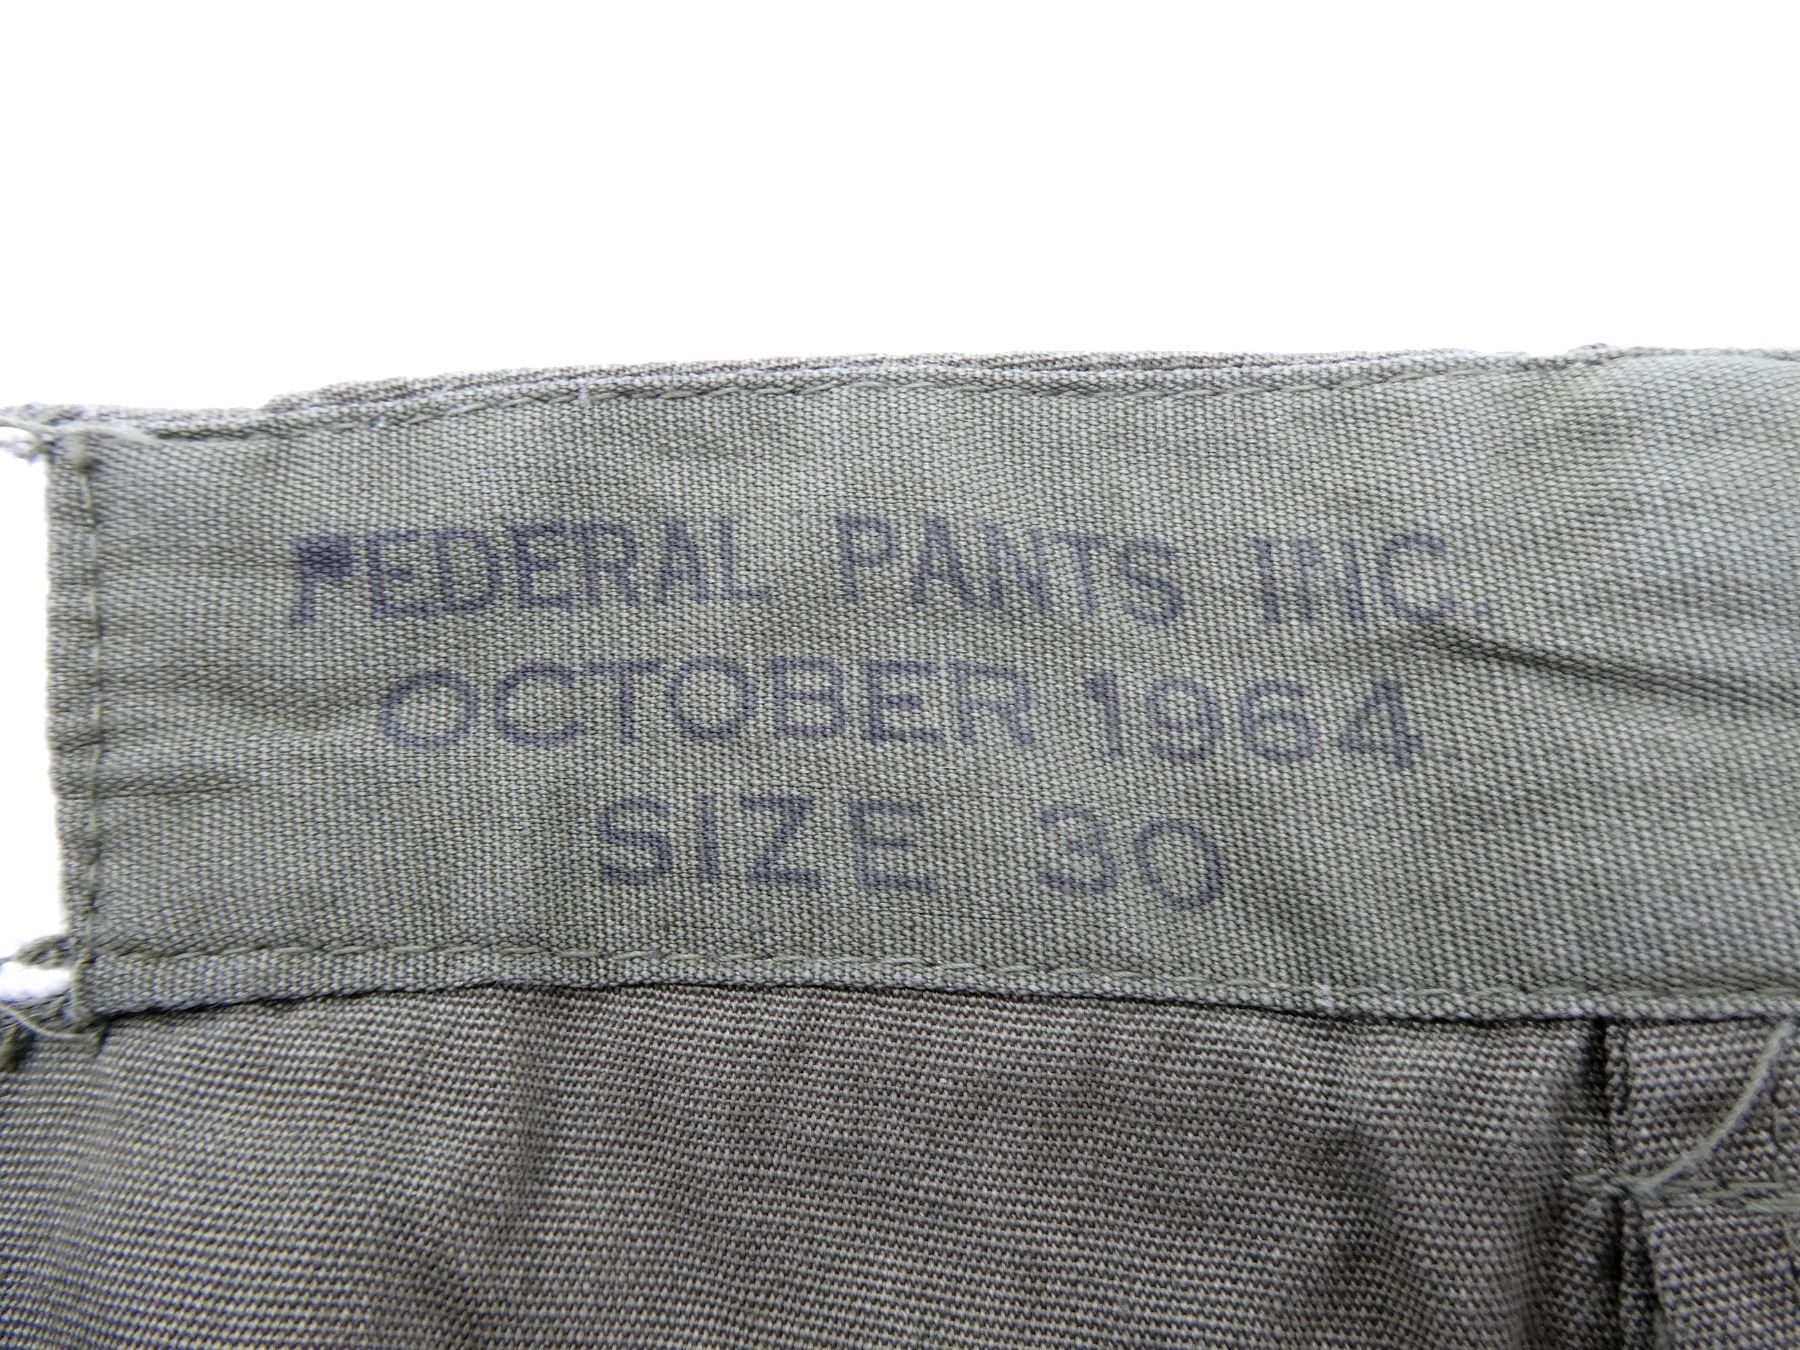 FEDERAL PANTS INC.
OCTOBER 1964
SIZE 30